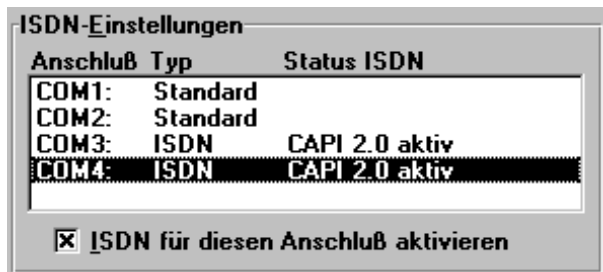 ISDN-Einstellungen
Anschluß Typ Status ISDN
COM1: Standard
COM2: Standard
COM3: ISDN CAPI 2.0 aktiv
COM4: ISDN CAPI 2.0 aktiv
ISDN für diesen Anschluß aktivieren